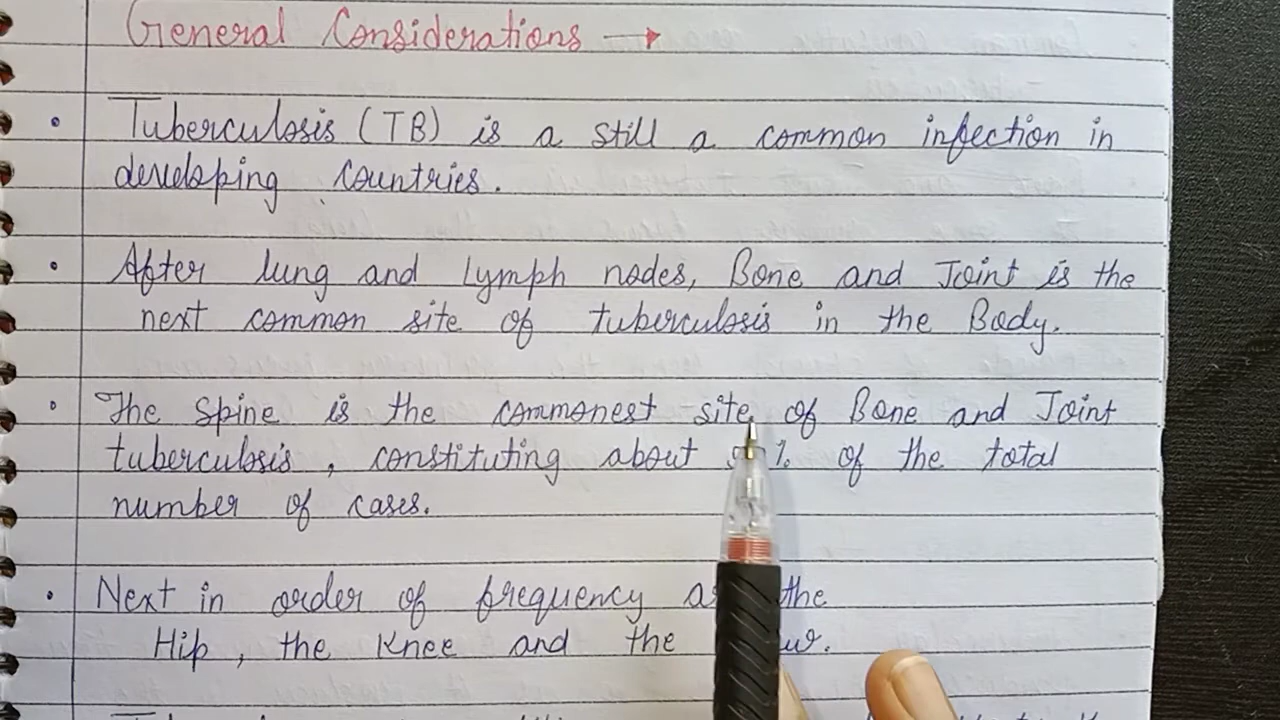 General Considerations →
• Tuberculosis (TB) is a still a common infection in
developing countries.
• After lung and Lymph nodes, Bone and Joint is the
next common site of tuberculosis in the Body.
• The Spine is the commonest site of Bone and Joint
tuberculosis, constituting about % of the total
number of cases.
• Next in order of frequency the
Hip, the Knee and the